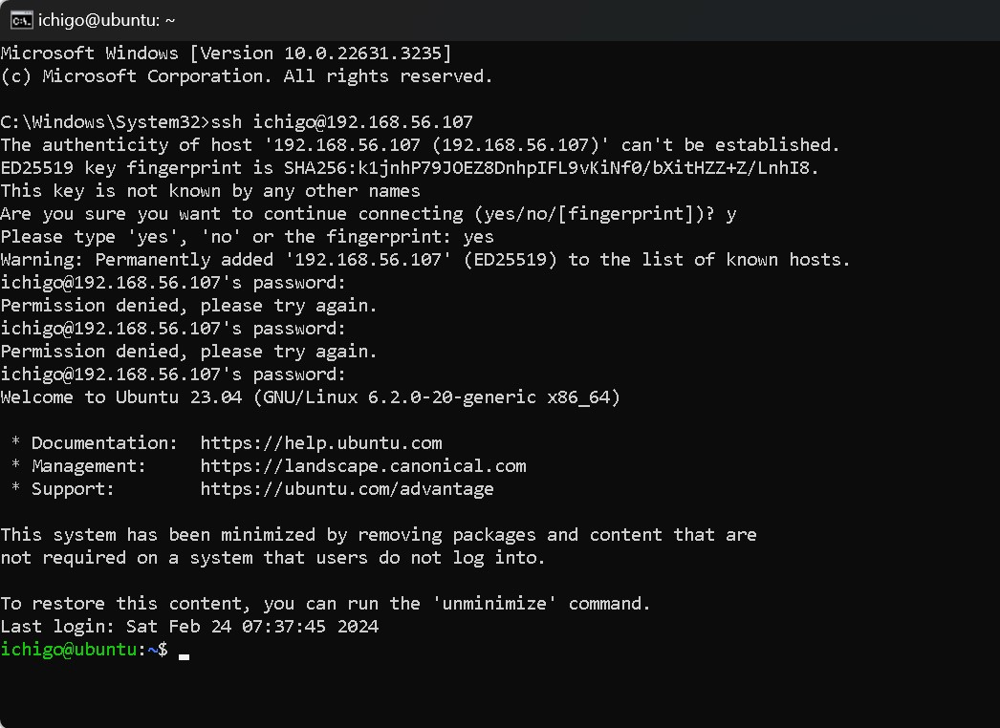 ichigo@ubuntu: ~
Microsoft Windows [Version 10.0.22631.3235]
(c) Microsoft Corporation. All rights reserved.
C:\Windows\System32>ssh ichigo@192.168.56.107
The authenticity of host '192.168.56.107 (192.168.56.107)' can't be established.
ED25519 key fingerprint is SHA256:k1jnhP79JOEZ8DnhpIFL9vKiNf0/bXitHZZ+Z/LnhI8.
This key is not known by any other names
Are you sure you want to continue connecting (yes/no/[fingerprint])? y
Please type 'yes', 'no' or the fingerprint: yes
Warning: Permanently added '192.168.56.107' (ED25519) to the list of known hosts.
ichigo@192.168.56.107's password:
Permission denied, please try again.
ichigo@192.168.56.107's password:
Permission denied, please try again.
ichigo@192.168.56.107's password:
Welcome to Ubuntu 23.04 (GNU/Linux 6.2.0-20-generic x86_64)
* Documentation:  https://help.ubuntu.com
* Management:     https://landscape.canonical.com
* Support:        https://ubuntu.com/advantage
This system has been minimized by removing packages and content that are
not required on a system that users do not log into.
To restore this content, you can run the 'unminimize' command.
Last login: Sat Feb 24 07:37:45 2024
ichigo@ubuntu:~$